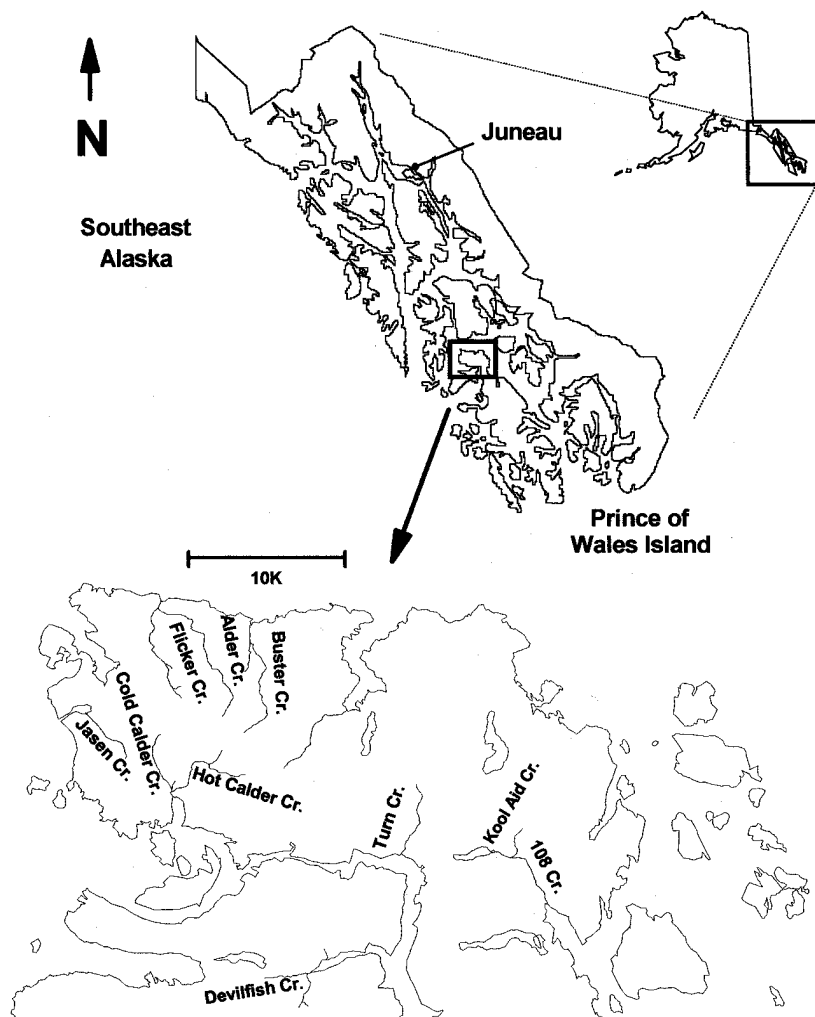 N
Juneau
Southeast
Alaska
Prince of
Wales Island
10K
Flicker Cr.
Alder Cr.
Buster Cr.
Cold Calder Cr.
Jasen Cr.
Hot Calder Cr.
Turn Cr.
Kool Aid Cr.
108 Cr.
Devilfish Cr.